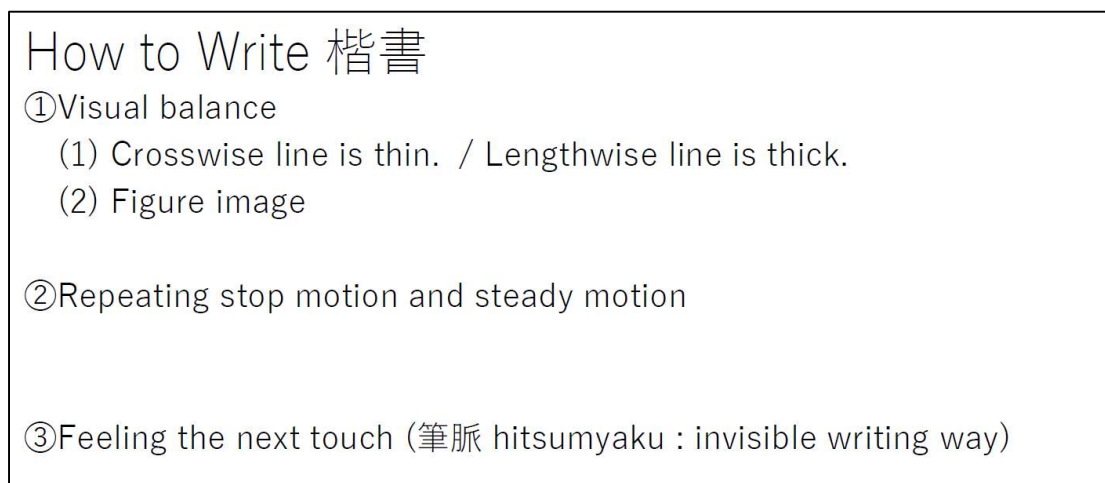 How to Write 楷書
①Visual balance
(1) Crosswise line is thin. / Lengthwise line is thick.
(2) Figure image
②Repeating stop motion and steady motion
③Feeling the next touch (筆脈 hitsumyaku : invisible writing way)